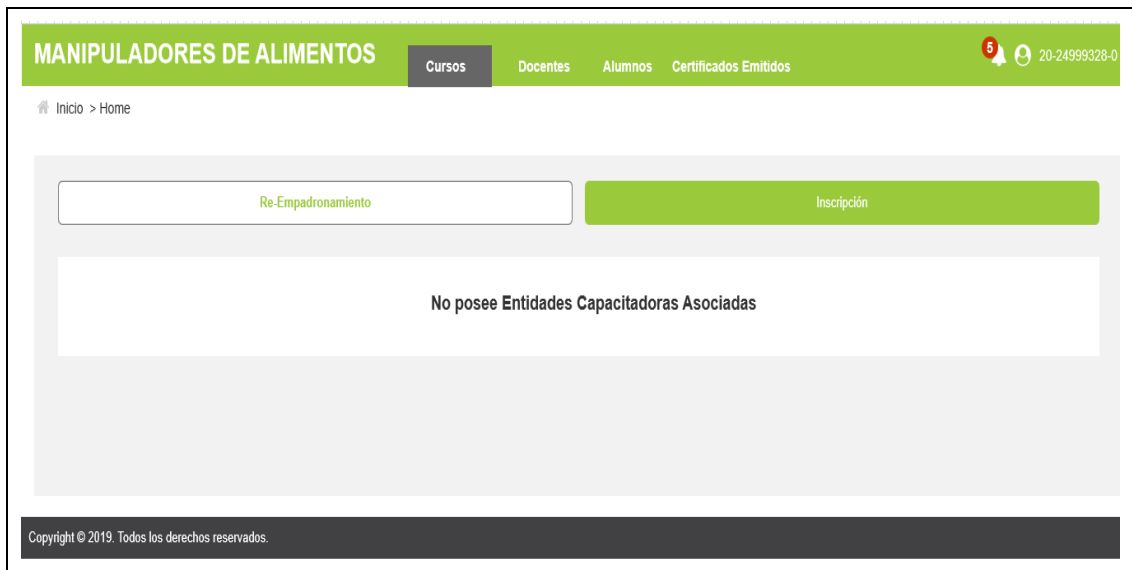 MANIPULADORES DE ALIMENTOS Cursos Docentes Alumnos Certificados Emitidos 5 20-24999328-0
Inicio > Home
Re-Empadronamiento Inscripción
No posee Entidades Capacitadoras Asociadas
Copyright © 2019. Todos los derechos reservados.